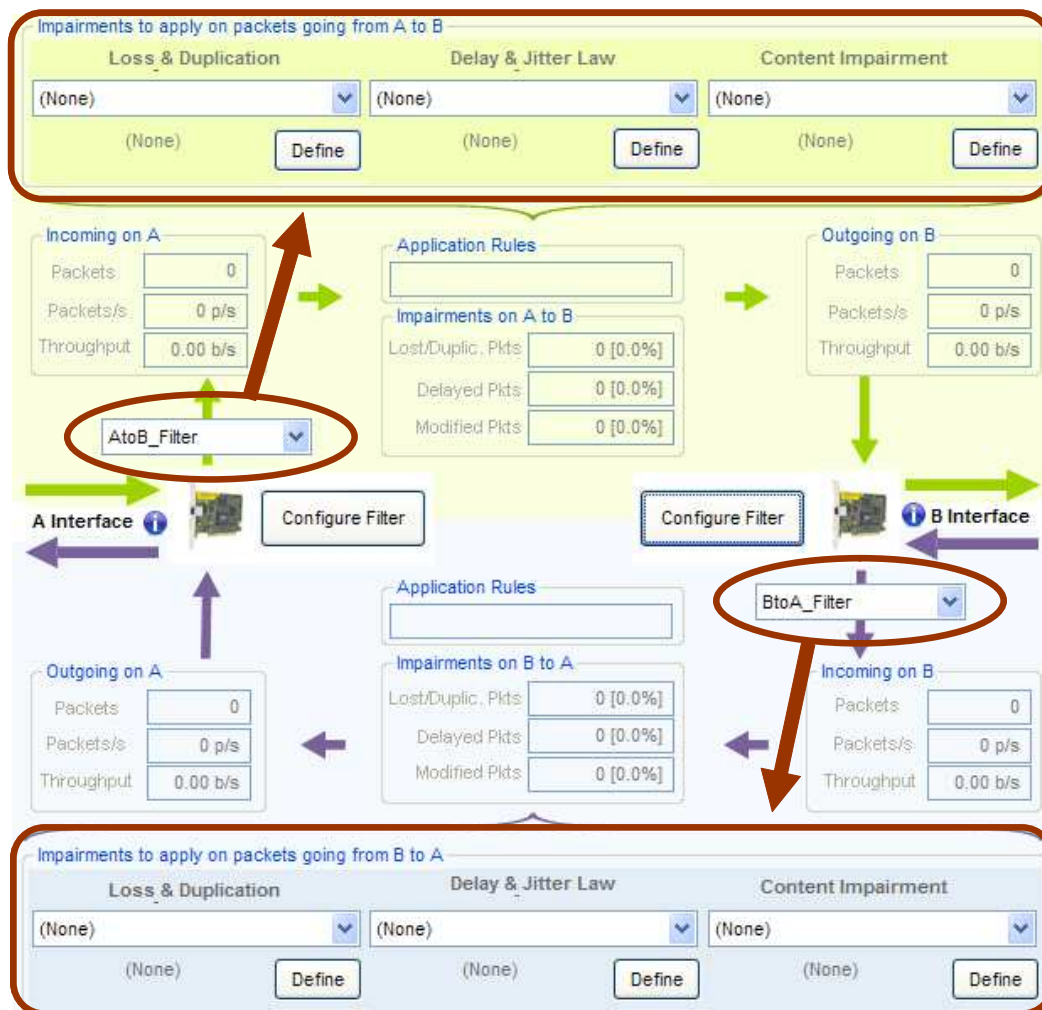 Impairments to apply on packets going from A to B
Loss & Duplication Delay & Jitter Law Content Impairment
(None) (None) (None)
(None) Define (None) Define (None) Define
Incoming on A
Packets 0
Packets/s 0 p/s
Throughput 0.00 b/s
Application Rules
Impairments on A to B
Lost/Duplic. Pkts 0 [0.0%]
Delayed Pkts 0 [0.0%]
Modified Pkts 0 [0.0%]
Outgoing on B
Packets 0
Packets/s 0 p/s
Throughput 0.00 b/s
AtoB_Filter
A Interface Configure Filter Configure Filter B Interface
BtoA_Filter
Application Rules
Impairments on B to A
Lost/Duplic. Pkts 0 [0.0%]
Delayed Pkts 0 [0.0%]
Modified Pkts 0 [0.0%]
Outgoing on A
Packets 0
Packets/s 0 p/s
Throughput 0.00 b/s
Incoming on B
Packets 0
Packets/s 0 p/s
Throughput 0.00 b/s
Impairments to apply on packets going from B to A
Loss & Duplication Delay & Jitter Law Content Impairment
(None) (None) (None)
(None) Define (None) Define (None) Define